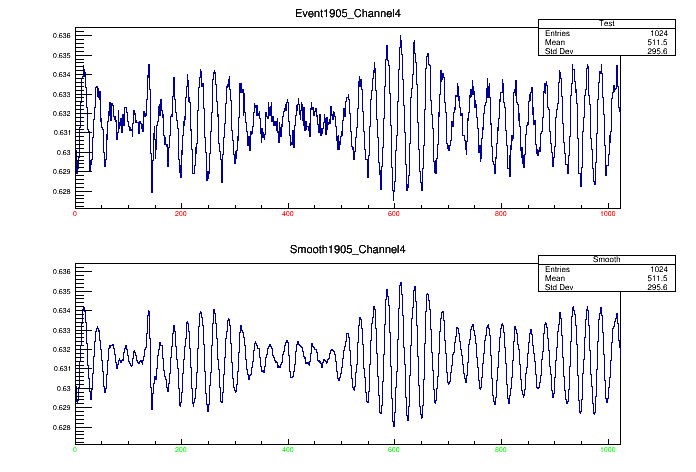 Event1905_Channel4
Test
Entries 1024
Mean 511.5
Std Dev 295.6
0.636
0.635
0.634
0.633
0.632
0.631
0.63
0.629
0.628
0 200 400 600 800 1000
Smooth1905_Channel4
Smooth
Entries 1024
Mean 511.5
Std Dev 295.6
0.636
0.635
0.634
0.633
0.632
0.631
0.63
0.629
0.628
0 200 400 600 800 1000